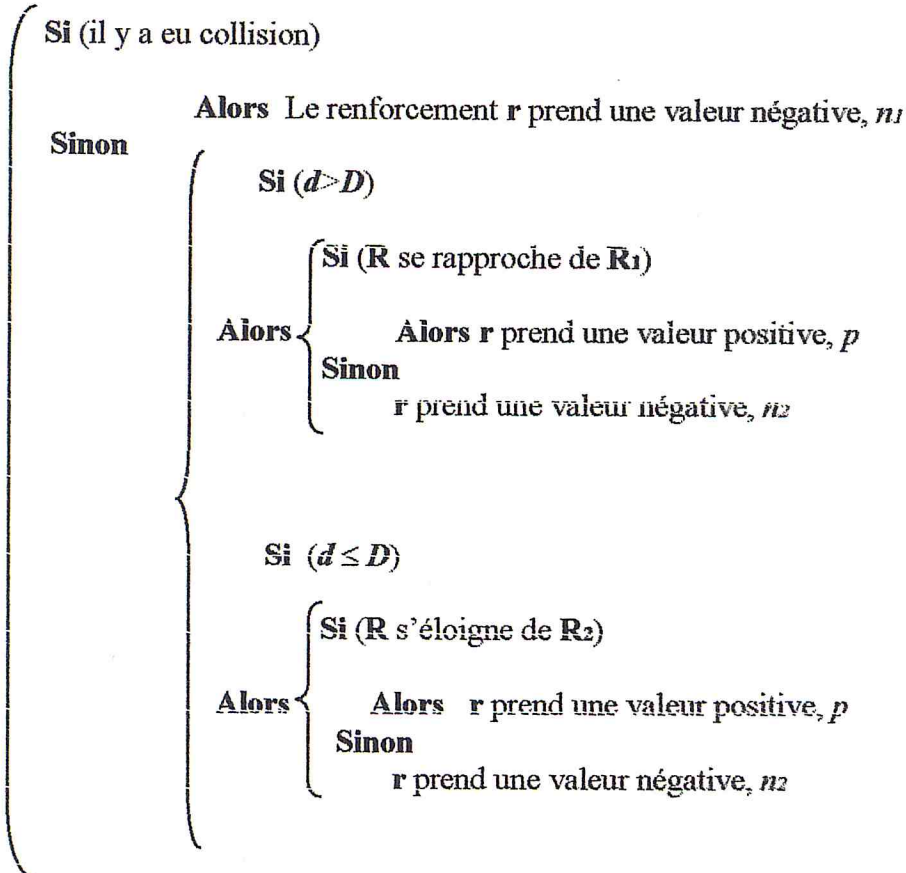 Si (il y a eu collision)
Alors Le renforcement r prend une valeur négative, n1
Sinon
Si (d>D)
Si (R se rapproche de R1)
Alors
Alors r prend une valeur positive, p
Sinon
r prend une valeur négative, n2
Si (d ≤ D)
Si (R s'éloigne de R2)
Alors
Alors r prend une valeur positive, p
Sinon
r prend une valeur négative, n2